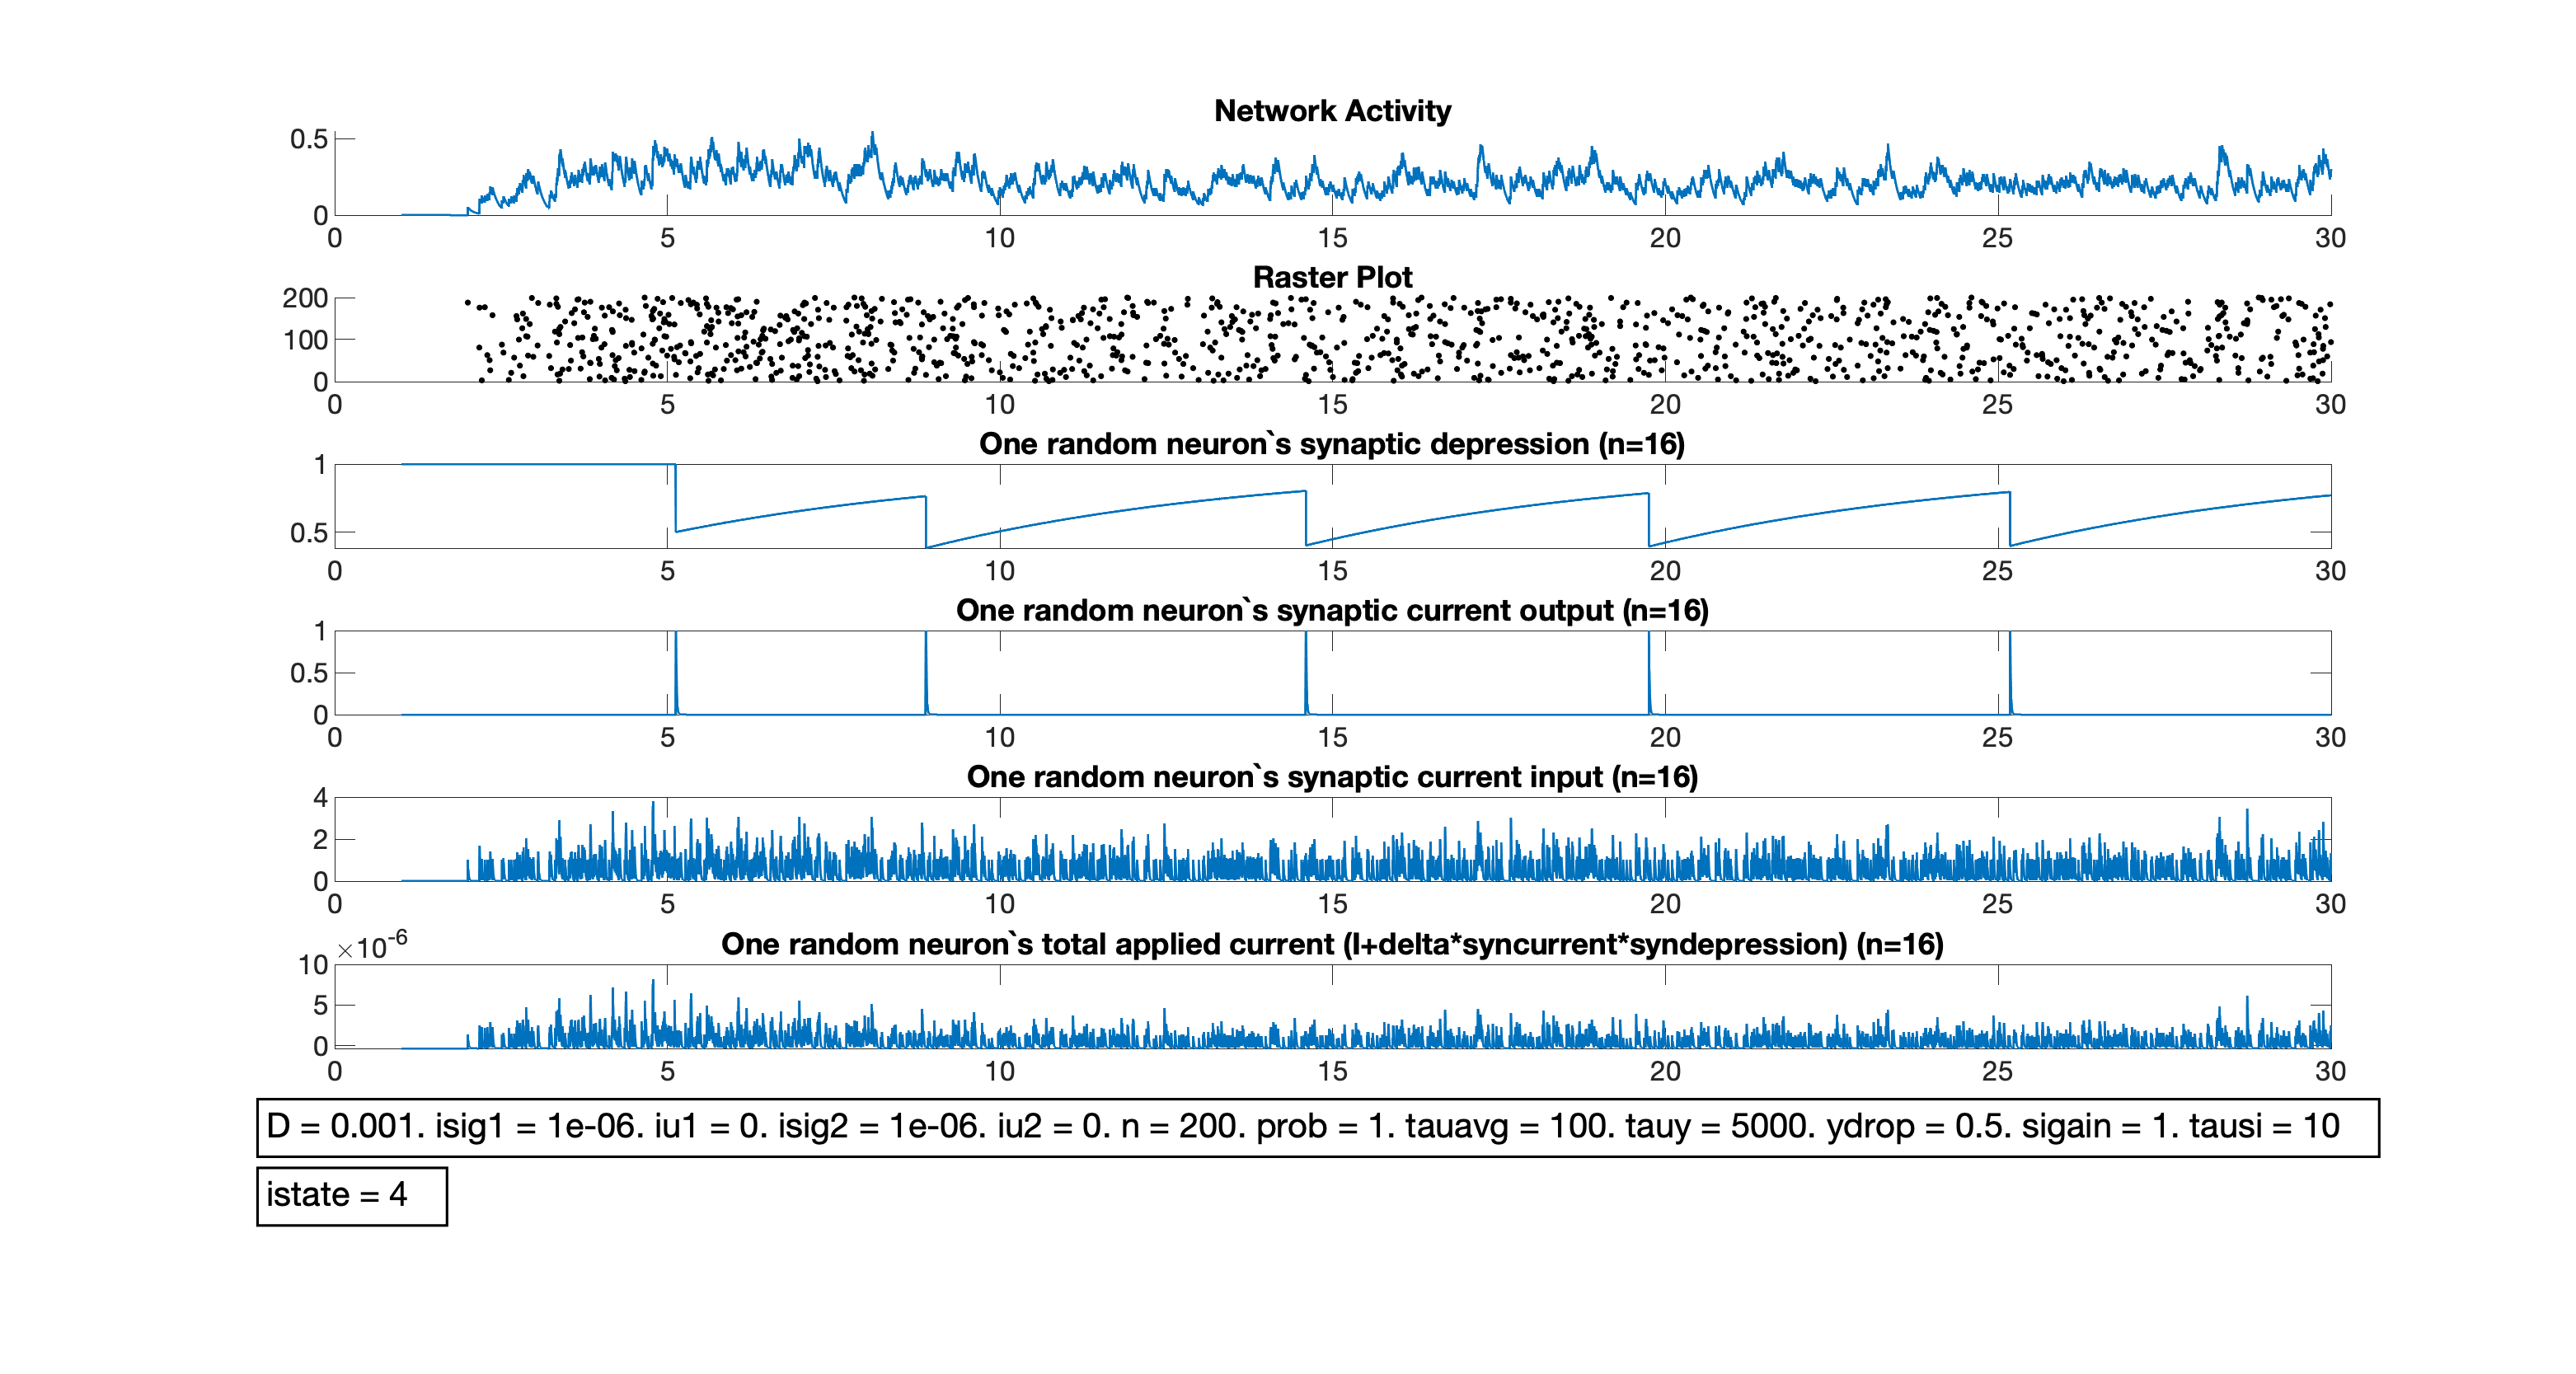 Network Activity
0.5
0
0 5 10 15 20 25 30
Raster Plot
200
100
0
0 5 10 15 20 25 30
One random neuron`s synaptic depression (n=16)
1
0.5
0 5 10 15 20 25 30
One random neuron`s synaptic current output (n=16)
1
0.5
0
0 5 10 15 20 25 30
One random neuron`s synaptic current input (n=16)
4
2
0
0 5 10 15 20 25 30
One random neuron`s total applied current (I+delta*syncurrent*syndepression) (n=16)
×10⁻⁶
10
5
0
0 5 10 15 20 25 30
D = 0.001. isig1 = 1e-06. iu1 = 0. isig2 = 1e-06. iu2 = 0. n = 200. prob = 1. tauavg = 100. tauy = 5000. ydrop = 0.5. sigain = 1. tausi = 10
istate = 4